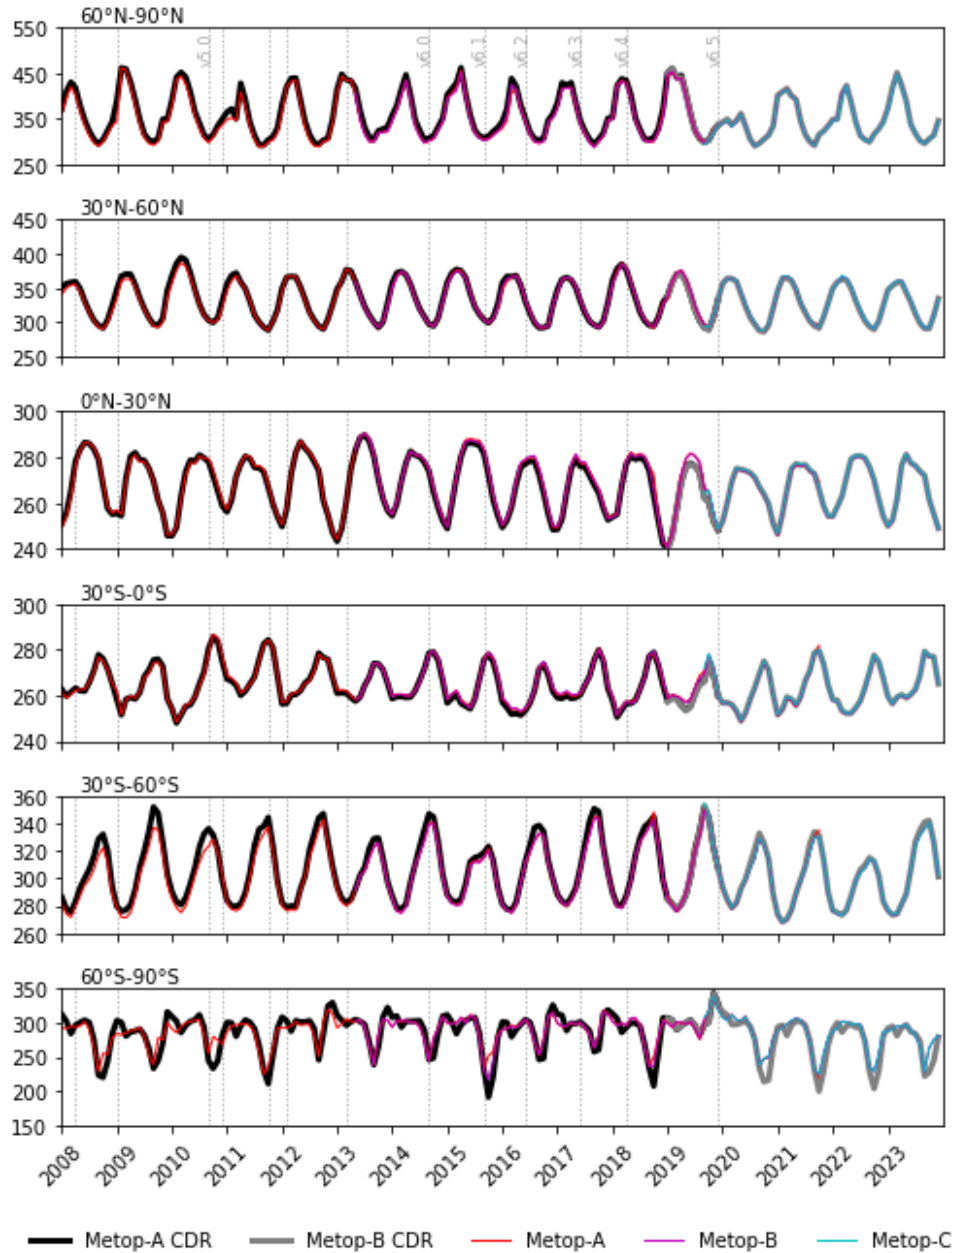 60°N-90°N
550
450
350
250
v5.0
v6.0
v6.1
v6.2
v6.3
v6.4
v6.5
30°N-60°N
450
400
350
300
250
0°N-30°N
300
280
260
240
30°S-0°S
300
280
260
240
30°S-60°S
360
340
320
300
280
260
60°S-90°S
350
300
250
200
150
2008 2009 2010 2011 2012 2013 2014 2015 2016 2017 2018 2019 2020 2021 2022 2023
Metop-A CDR Metop-B CDR Metop-A Metop-B Metop-C